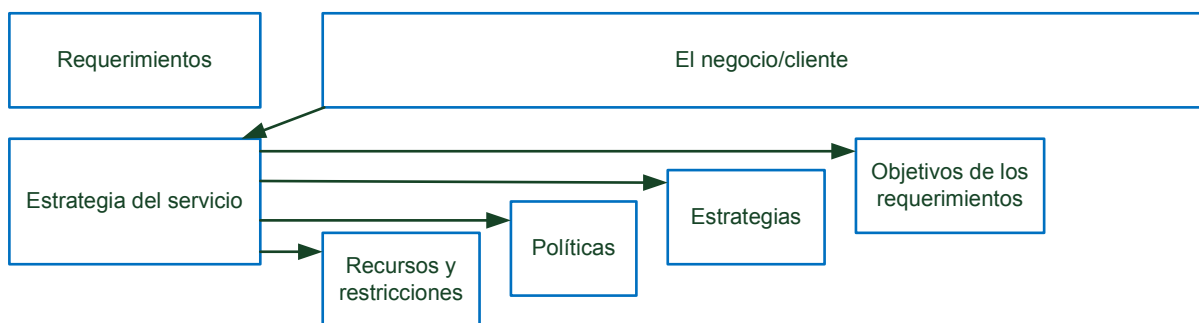 Requerimientos
El negocio/cliente
Estrategia del servicio
Objetivos de los
requerimientos
Estrategias
Políticas
Recursos y
restricciones